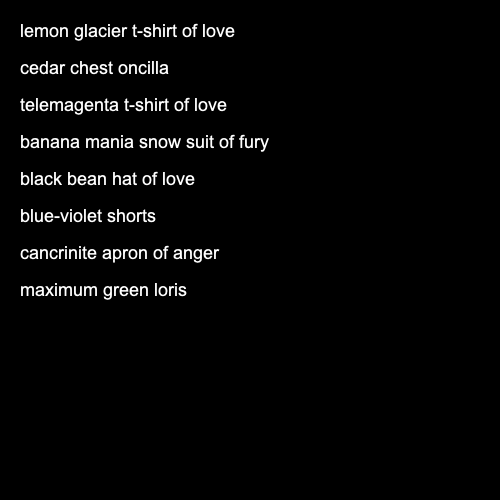 lemon glacier t-shirt of love
cedar chest oncilla
telemagenta t-shirt of love
banana mania snow suit of fury
black bean hat of love
blue-violet shorts
cancrinite apron of anger
maximum green loris